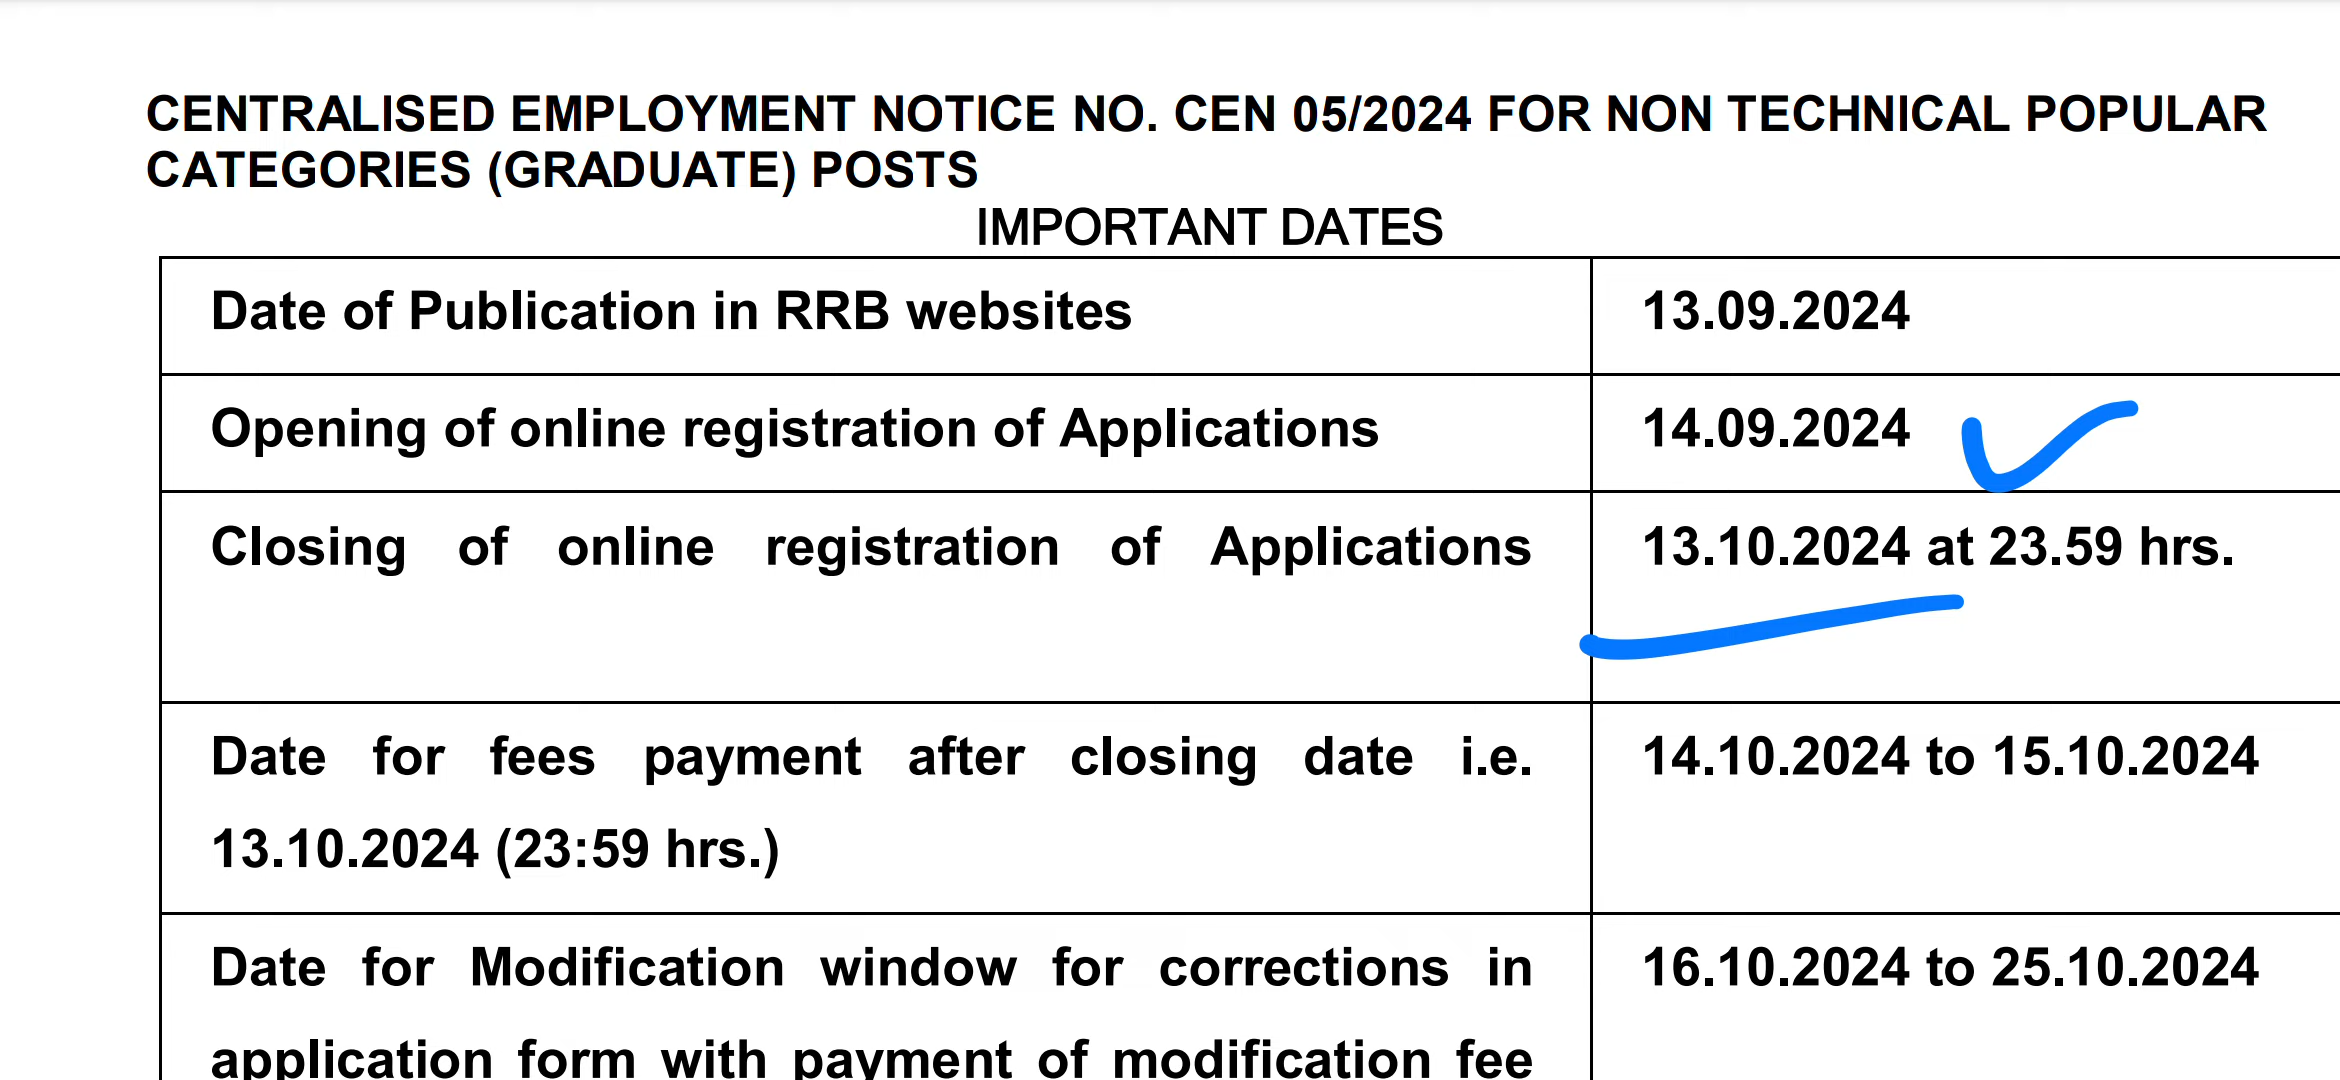 CENTRALISED EMPLOYMENT NOTICE NO. CEN 05/2024 FOR NON TECHNICAL POPULAR
CATEGORIES (GRADUATE) POSTS
IMPORTANT DATES
Date of Publication in RRB websites 13.09.2024
Opening of online registration of Applications 14.09.2024
Closing of online registration of Applications 13.10.2024 at 23.59 hrs.
Date for fees payment after closing date i.e. 14.10.2024 to 15.10.2024
13.10.2024 (23:59 hrs.)
Date for Modification window for corrections in 16.10.2024 to 25.10.2024
application form with payment of modification fee